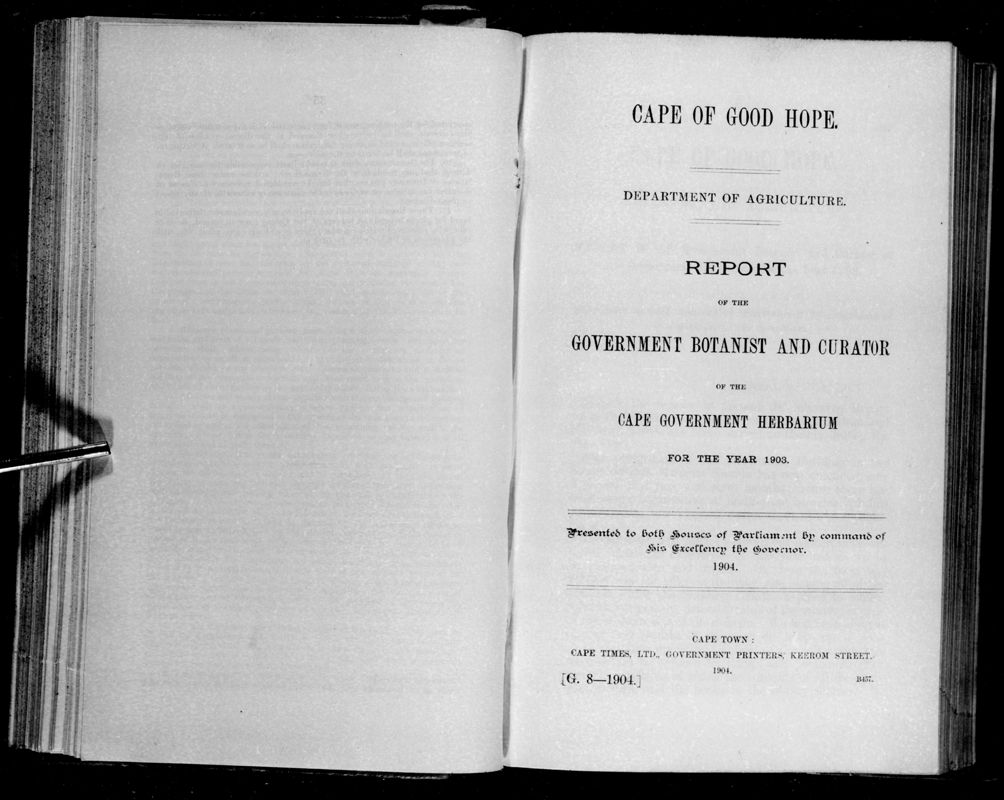 CAPE OF GOOD HOPE.
DEPARTMENT OF AGRICULTURE.
REPORT
OF THE
GOVERNMENT BOTANIST AND CURATOR
OF THE
CAPE GOVERNMENT HERBARIUM
FOR THE YEAR 1903.
Presented to both Houses of Parliament by command of
His Excellency the Governor.
1904.
CAPE TOWN :
CAPE TIMES, LTD., GOVERNMENT PRINTERS, KEEROM STREET.
1904.
[G. 8—1904.]
B457.